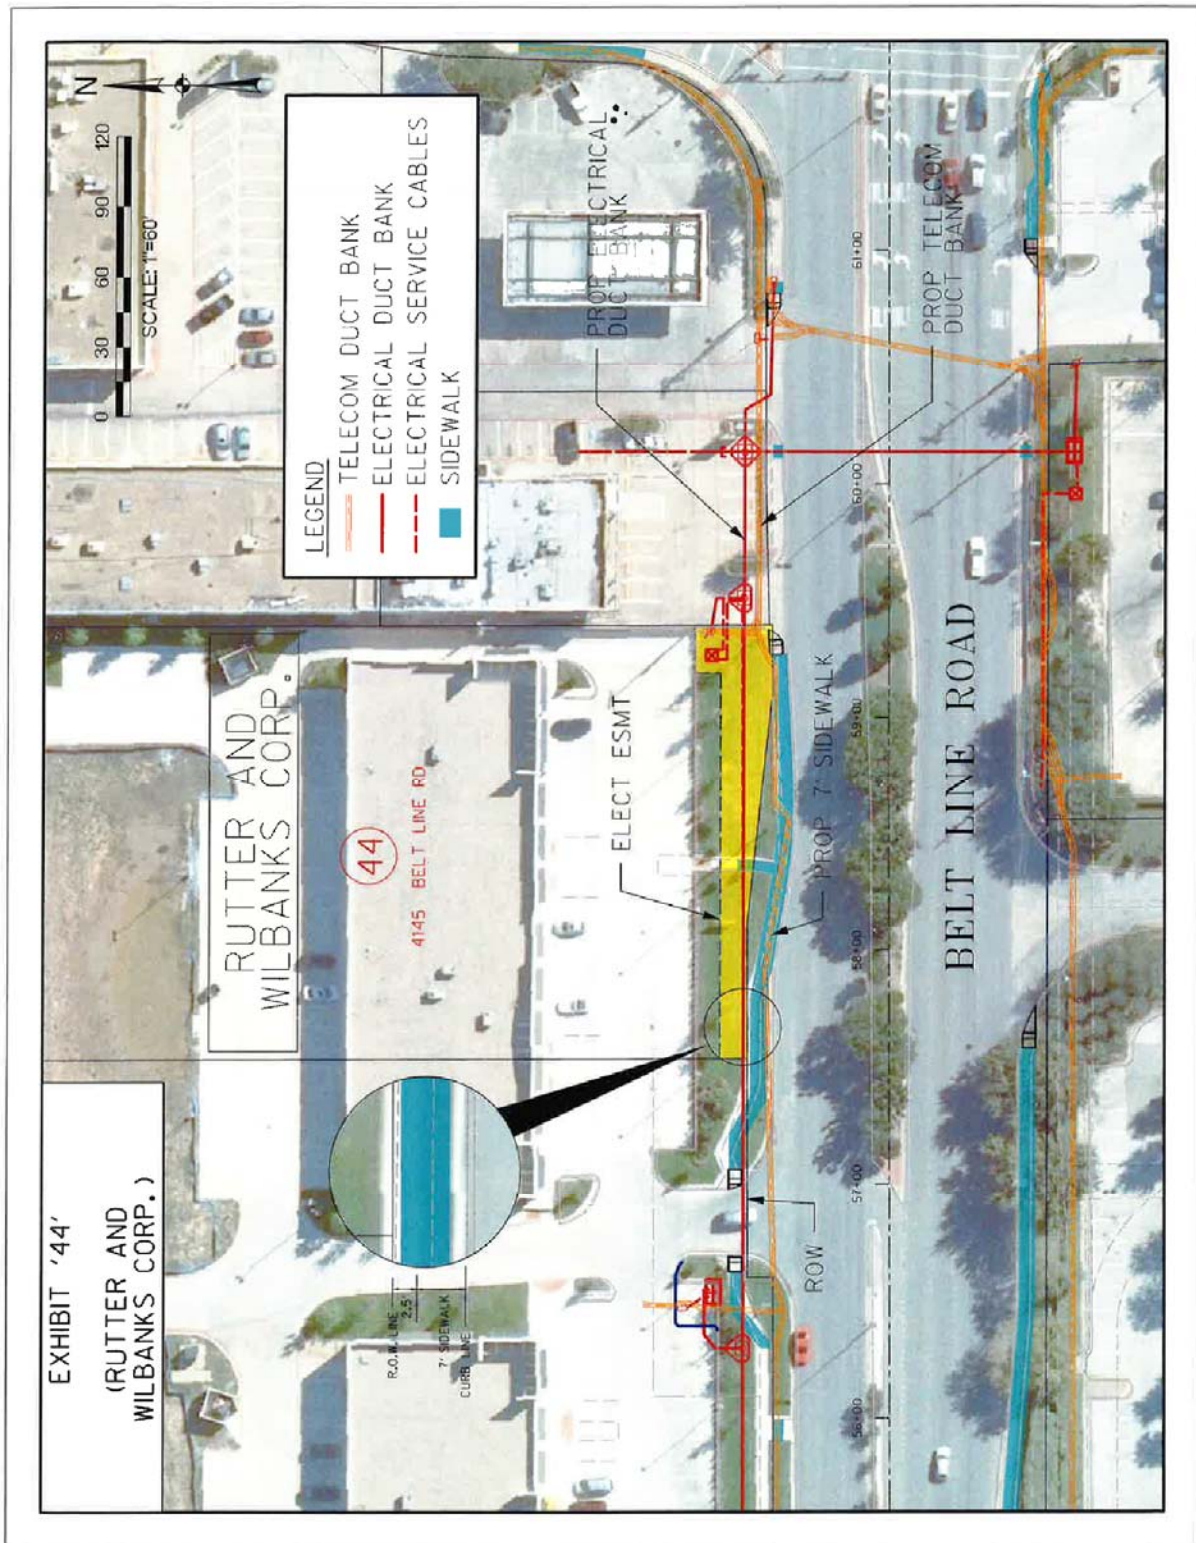 EXHIBIT '44'
(RUTTER AND
WILBANKS CORP.)
RUTTER AND
WILBANKS CORP.
44
4145 BELT LINE RD
N
0 30 60 90 120
SCALE: 1"=60'
LEGEND
TELECOM DUCT BANK
ELECTRICAL DUCT BANK
ELECTRICAL SERVICE CABLES
SIDEWALK
R.O.W. LINE
2.5'
7' SIDEWALK
CURB LINE
ELECT ESMT
PROP ELECTRICAL
DUCT BANK
ROW
PROP 7' SIDEWALK
PROP TELECOM
DUCT BANK
56+00
57+00
58+00
59+00
60+00
61+00
BELT LINE ROAD